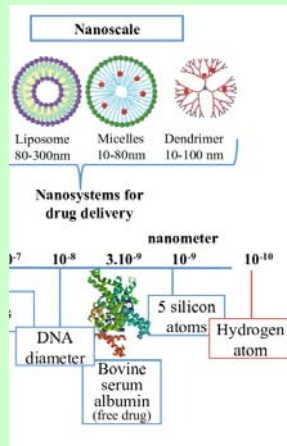 Nanoscale
Liposome
80-300nm
Micelles
10-80nm
Dendrimer
10-100 nm
Nanosystems for
drug delivery
nanometer
10-8
3.10-9
10-9
10-10
DNA
diameter
Bovine
serum
albumin
(free drug)
5 silicon
atoms
Hydrogen
atom